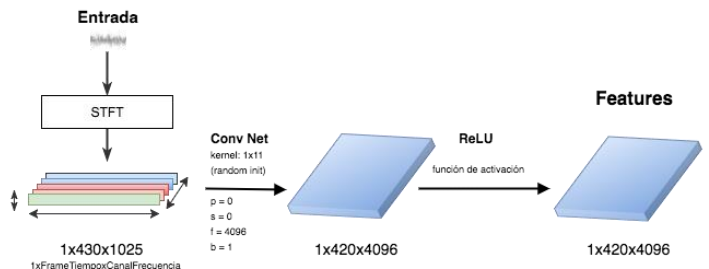 Entrada
STFT
1x430x1025
1xFrameTiempoxCanalFrecuencia
Conv Net
kernel: 1x11
(random init)
p = 0
s = 0
f = 4096
b = 1
1x420x4096
ReLU
función de activación
Features
1x420x4096